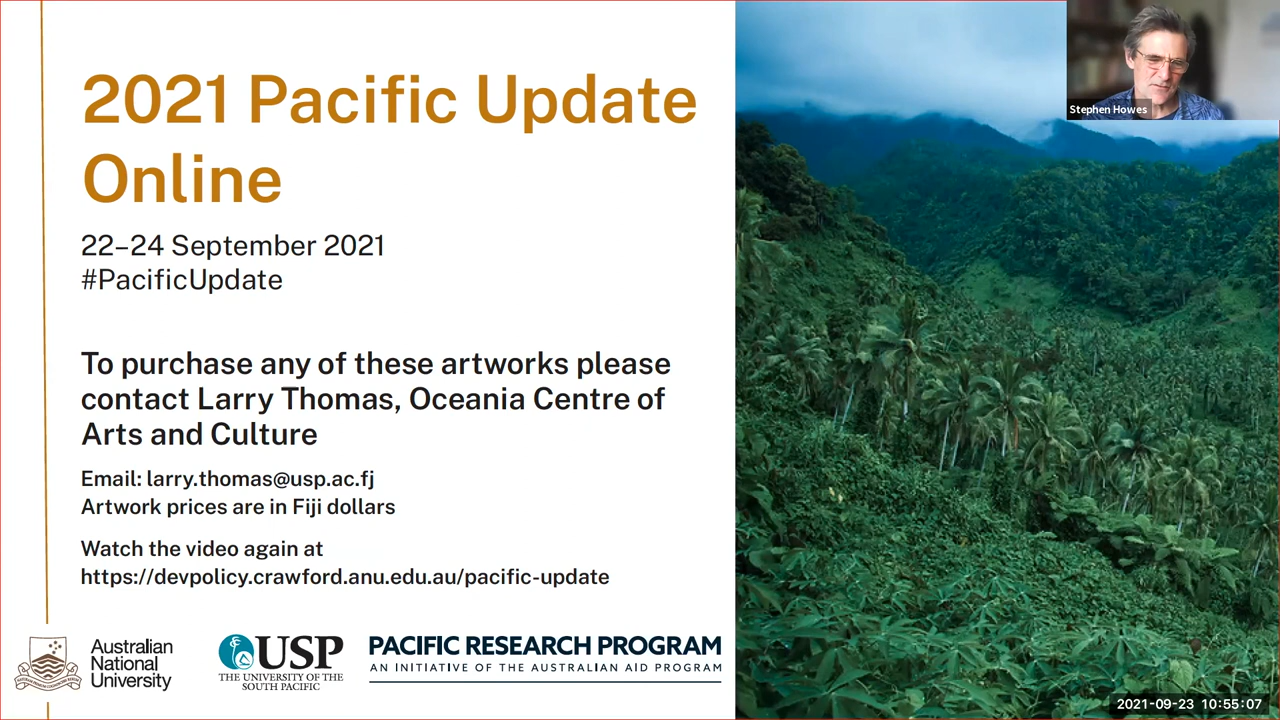 2021 Pacific Update
Online
22–24 September 2021
#PacificUpdate
To purchase any of these artworks please
contact Larry Thomas, Oceania Centre of
Arts and Culture
Email: larry.thomas@usp.ac.fj
Artwork prices are in Fiji dollars
Watch the video again at
https://devpolicy.crawford.anu.edu.au/pacific-update
Australian
National
University
USP
THE UNIVERSITY OF THE
SOUTH PACIFIC
PACIFIC RESEARCH PROGRAM
AN INITIATIVE OF THE AUSTRALIAN AID PROGRAM
Stephen Howes
2021-09-23 10:55:07